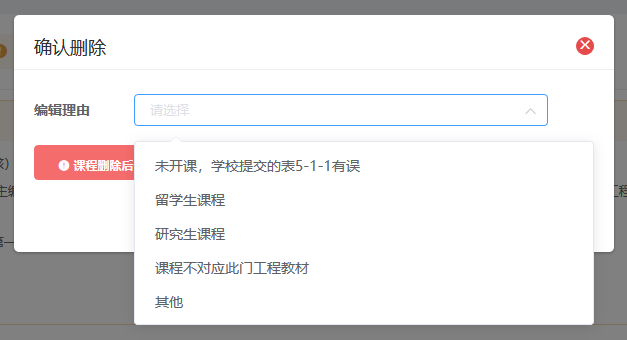 确认删除
编辑理由
请选择
课程删除后
未开课，学校提交的表5-1-1有误
留学生课程
研究生课程
课程不对应此门工程教材
其他